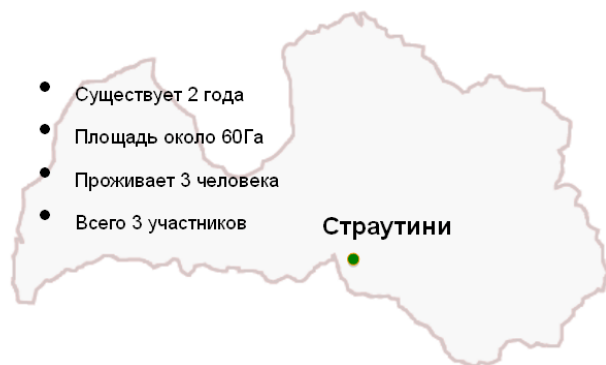 Существует 2 года
Площадь около 60Га
Проживает 3 человека
Всего 3 участников
Страутини